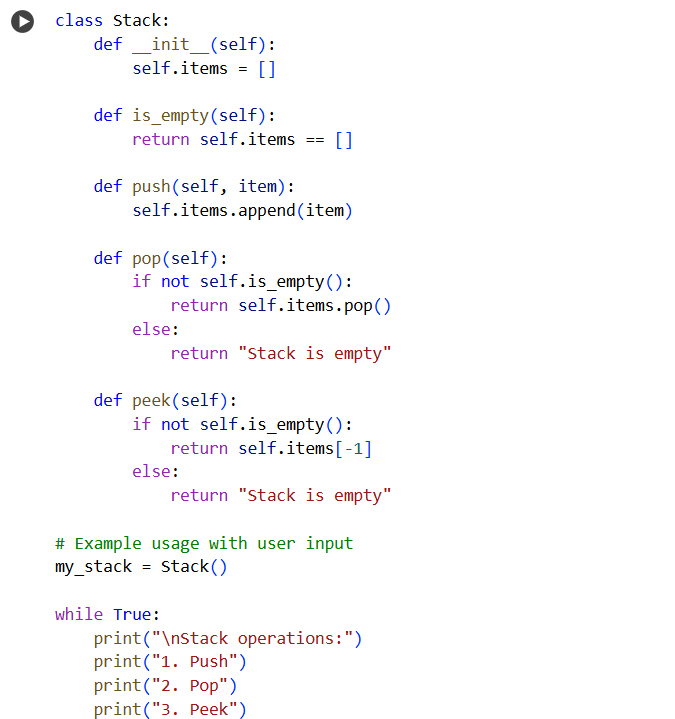 class Stack:
    def __init__(self):
        self.items = []

    def is_empty(self):
        return self.items == []

    def push(self, item):
        self.items.append(item)

    def pop(self):
        if not self.is_empty():
            return self.items.pop()
        else:
            return "Stack is empty"

    def peek(self):
        if not self.is_empty():
            return self.items[-1]
        else:
            return "Stack is empty"

# Example usage with user input
my_stack = Stack()

while True:
    print("\nStack operations:")
    print("1. Push")
    print("2. Pop")
    print("3. Peek")